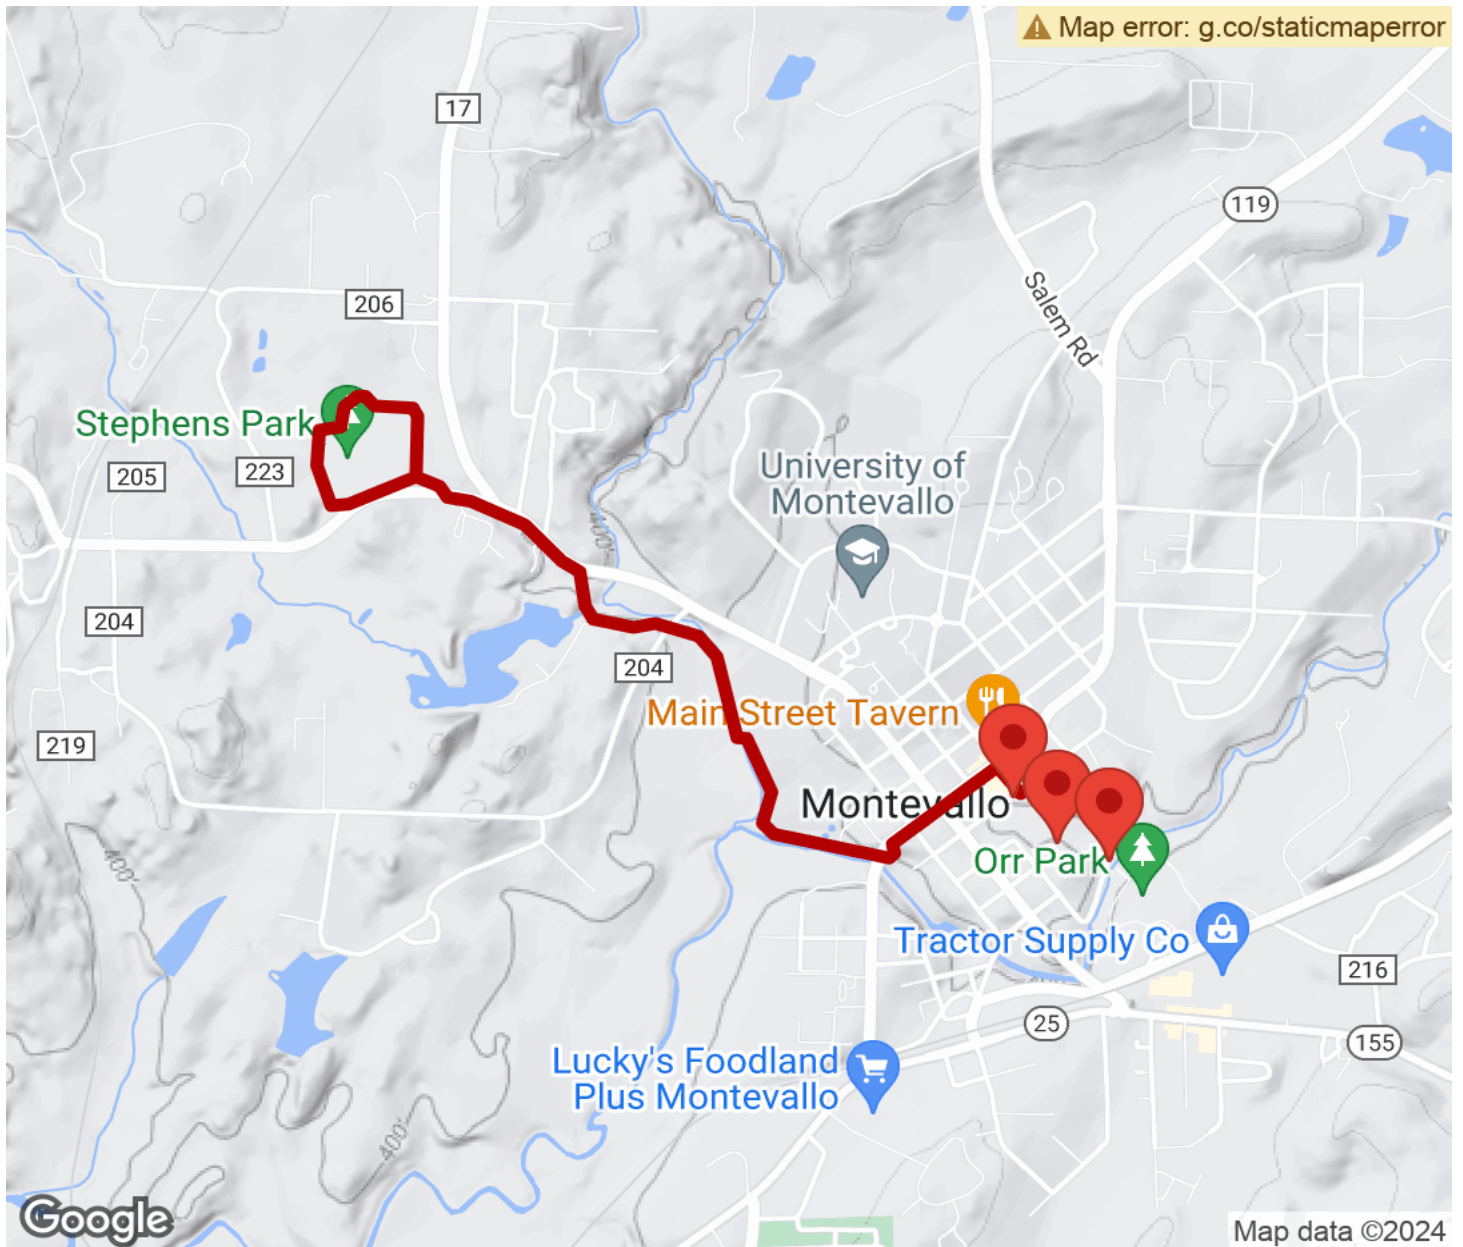 Map error: g.co/staticmaperror
17
119
Salem Rd
206
Stephens Park
205
223
University of
Montevallo
400'
204
204
Main Street Tavern
219
Montevallo
400'
Orr Park
Tractor Supply Co
216
25
155
Lucky's Foodland
Plus Montevallo
400'
Google
Map data ©2024